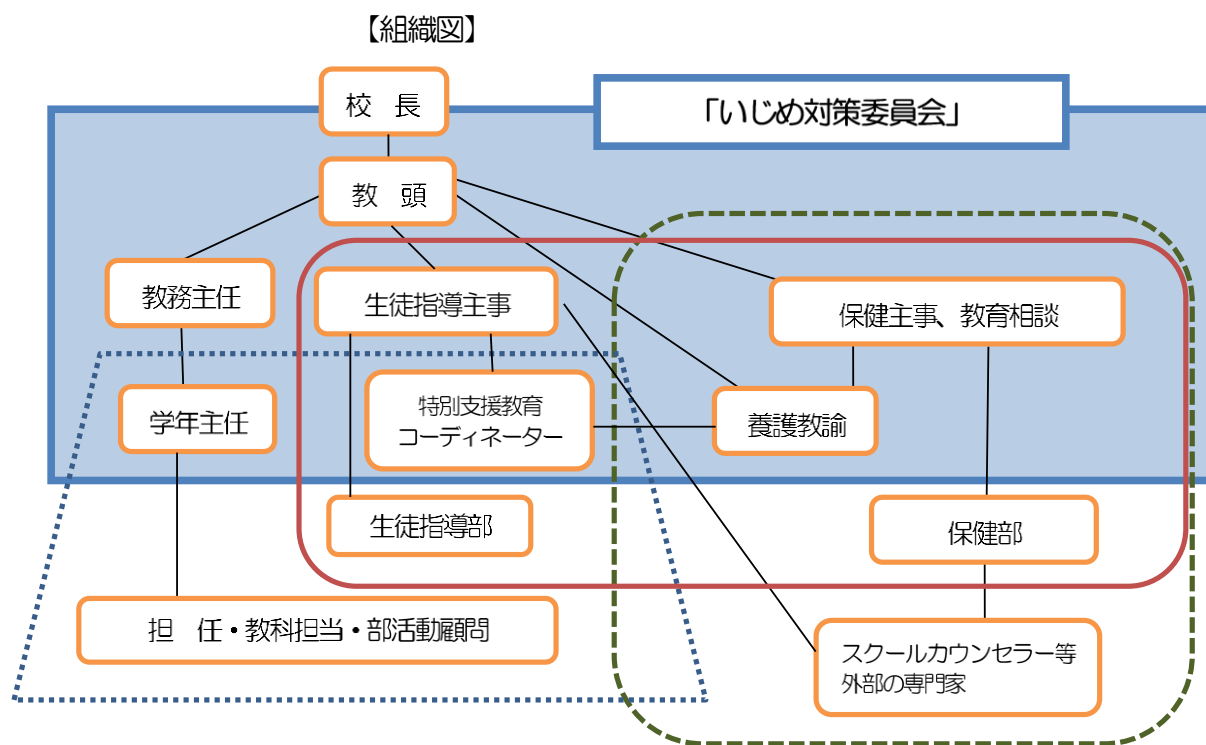 【組織図】
校　長
「いじめ対策委員会」
教　頭
教務主任
生徒指導主事
保健主事、教育相談
学年主任
特別支援教育
コーディネーター
養護教諭
生徒指導部
保健部
担　任・教科担当・部活動顧問
スクールカウンセラー等
外部の専門家